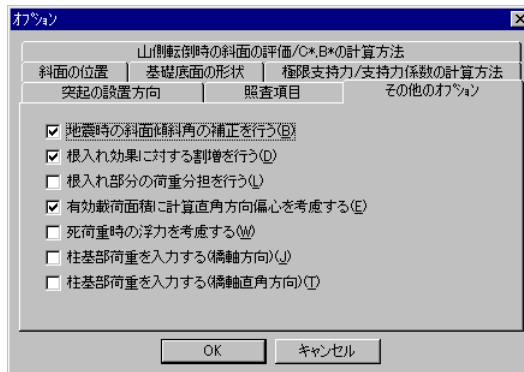 オプション
山側転倒時の斜面の評価/C*,B*の計算方法
斜面の位置 基礎底面の形状 極限支持力/支持力係数の計算方法
突起の設置方向 照査項目 その他のオプション
地震時の斜面傾斜角の補正を行う(B)
根入れ効果に対する割増を行う(D)
根入れ部分の荷重分担を行う(L)
有効載荷面積に計算直角方向偏心を考慮する(E)
死荷重時の浮力を考慮する(W)
柱基部荷重を入力する(橋軸方向)(J)
柱基部荷重を入力する(橋軸直角方向)(T)
OK キャンセル